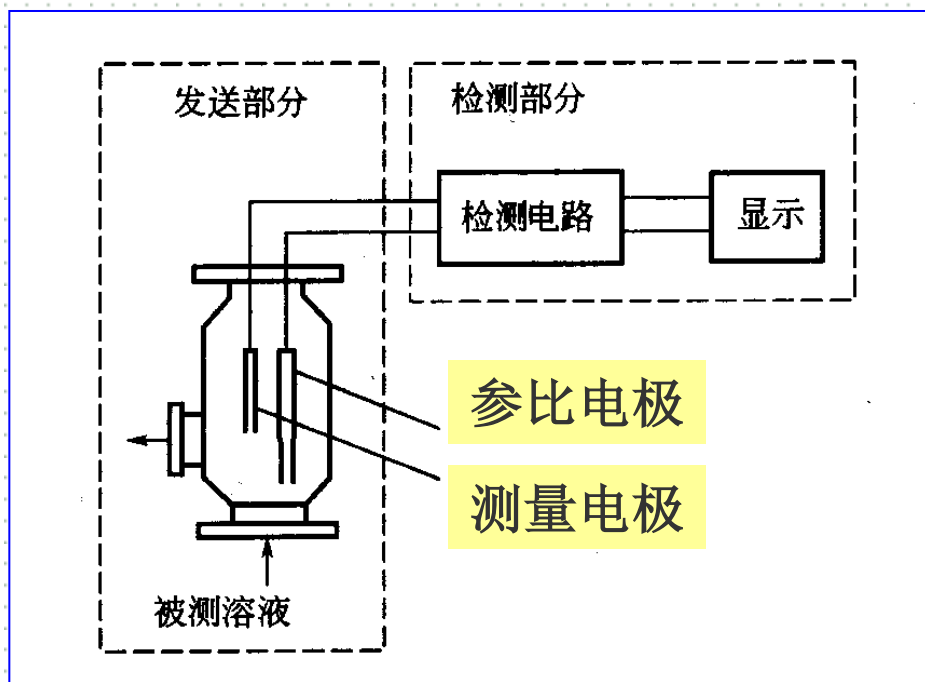 发送部分
检测部分
检测电路
显示
参比电极
测量电极
被测溶液